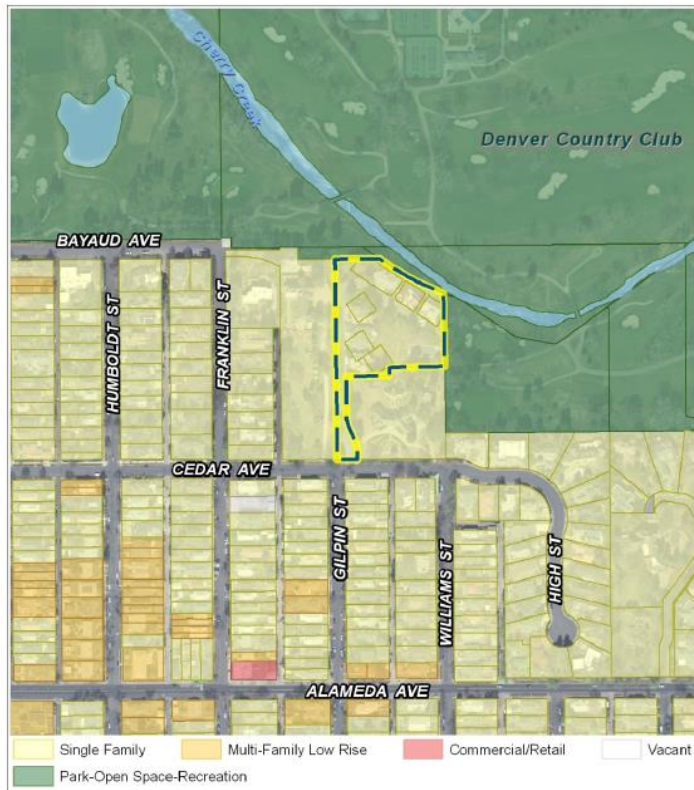 Cherry Creek
Denver Country Club
BAYAUD AVE
HUMBOLDT ST
FRANKLIN ST
CEDAR AVE
GILPIN ST
WILLIAMS ST
HIGH ST
ALAMEDA AVE
Single Family
Multi-Family Low Rise
Commercial/Retail
Vacant
Park-Open Space-Recreation